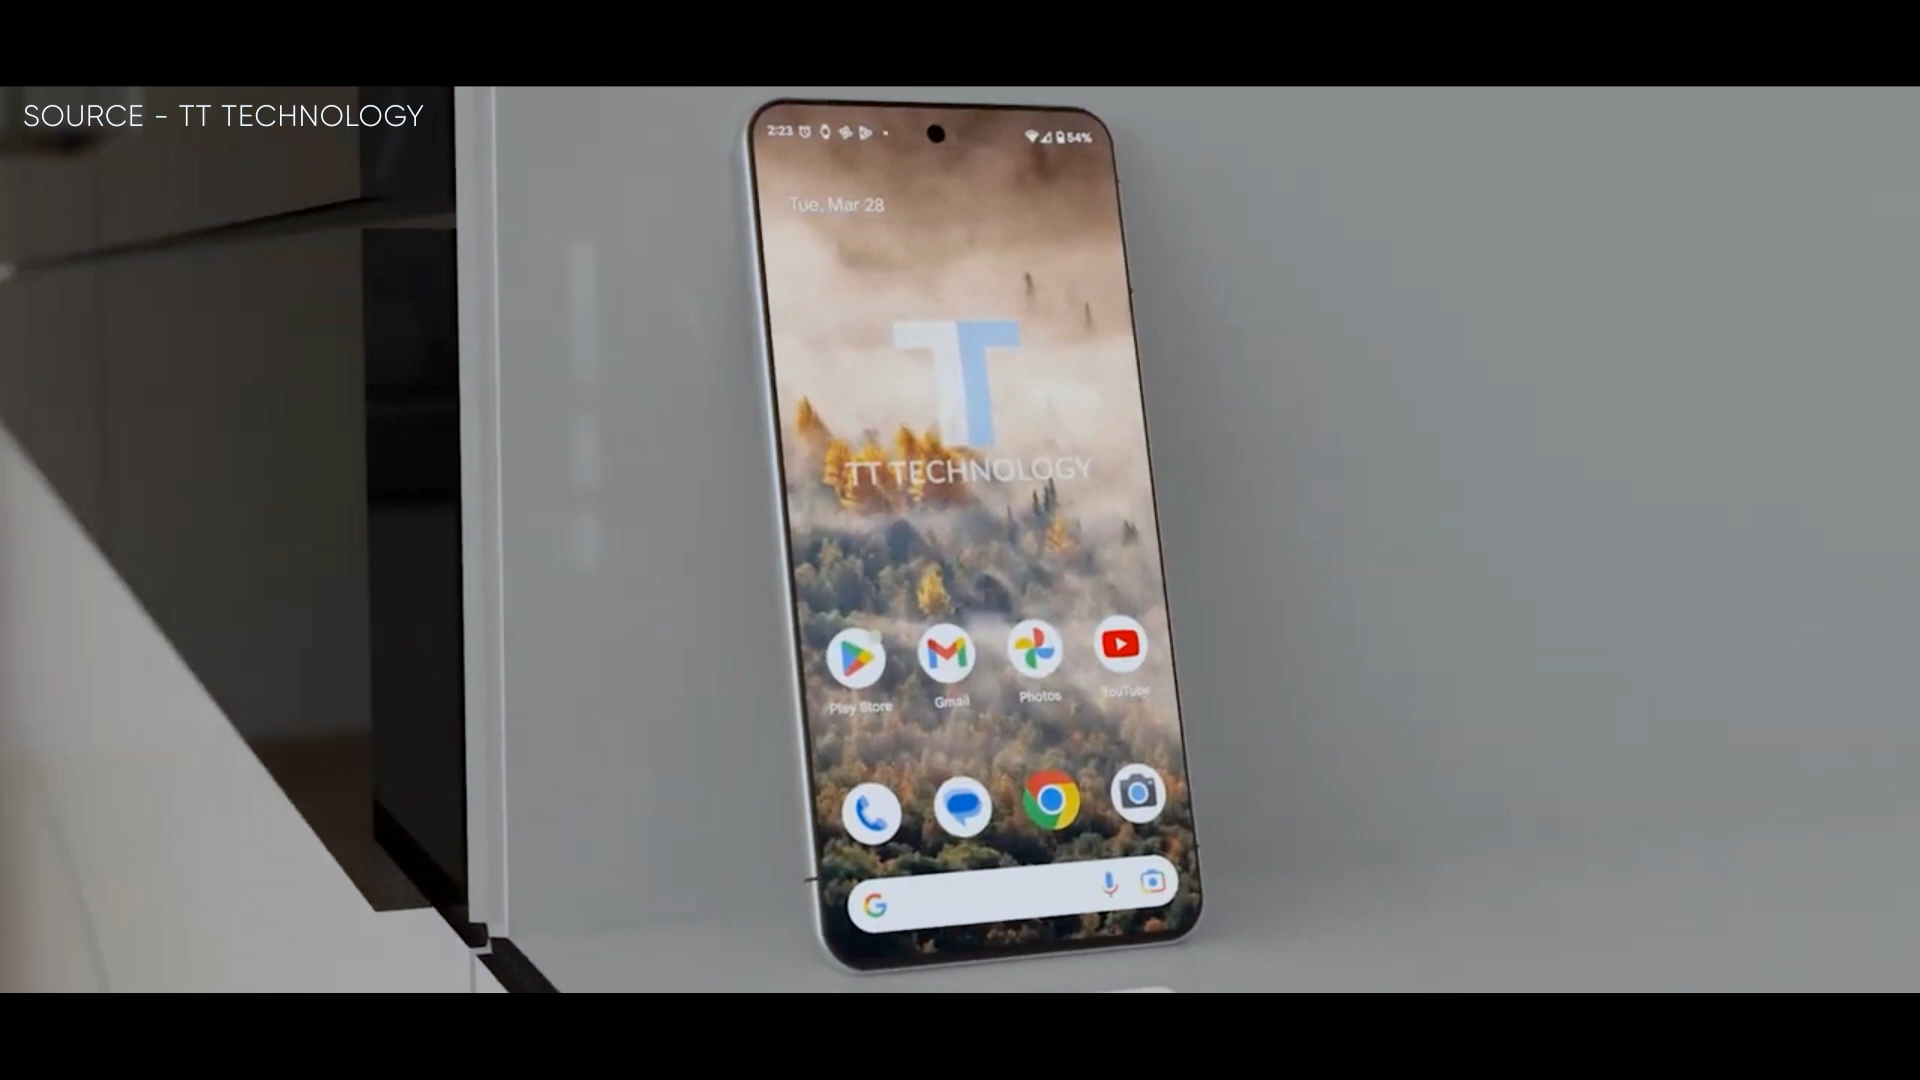 SOURCE - TT TECHNOLOGY
2:23
54%
Tue, Mar 28
TT TECHNOLOGY
Play Store
Gmail
Photos
YouTube